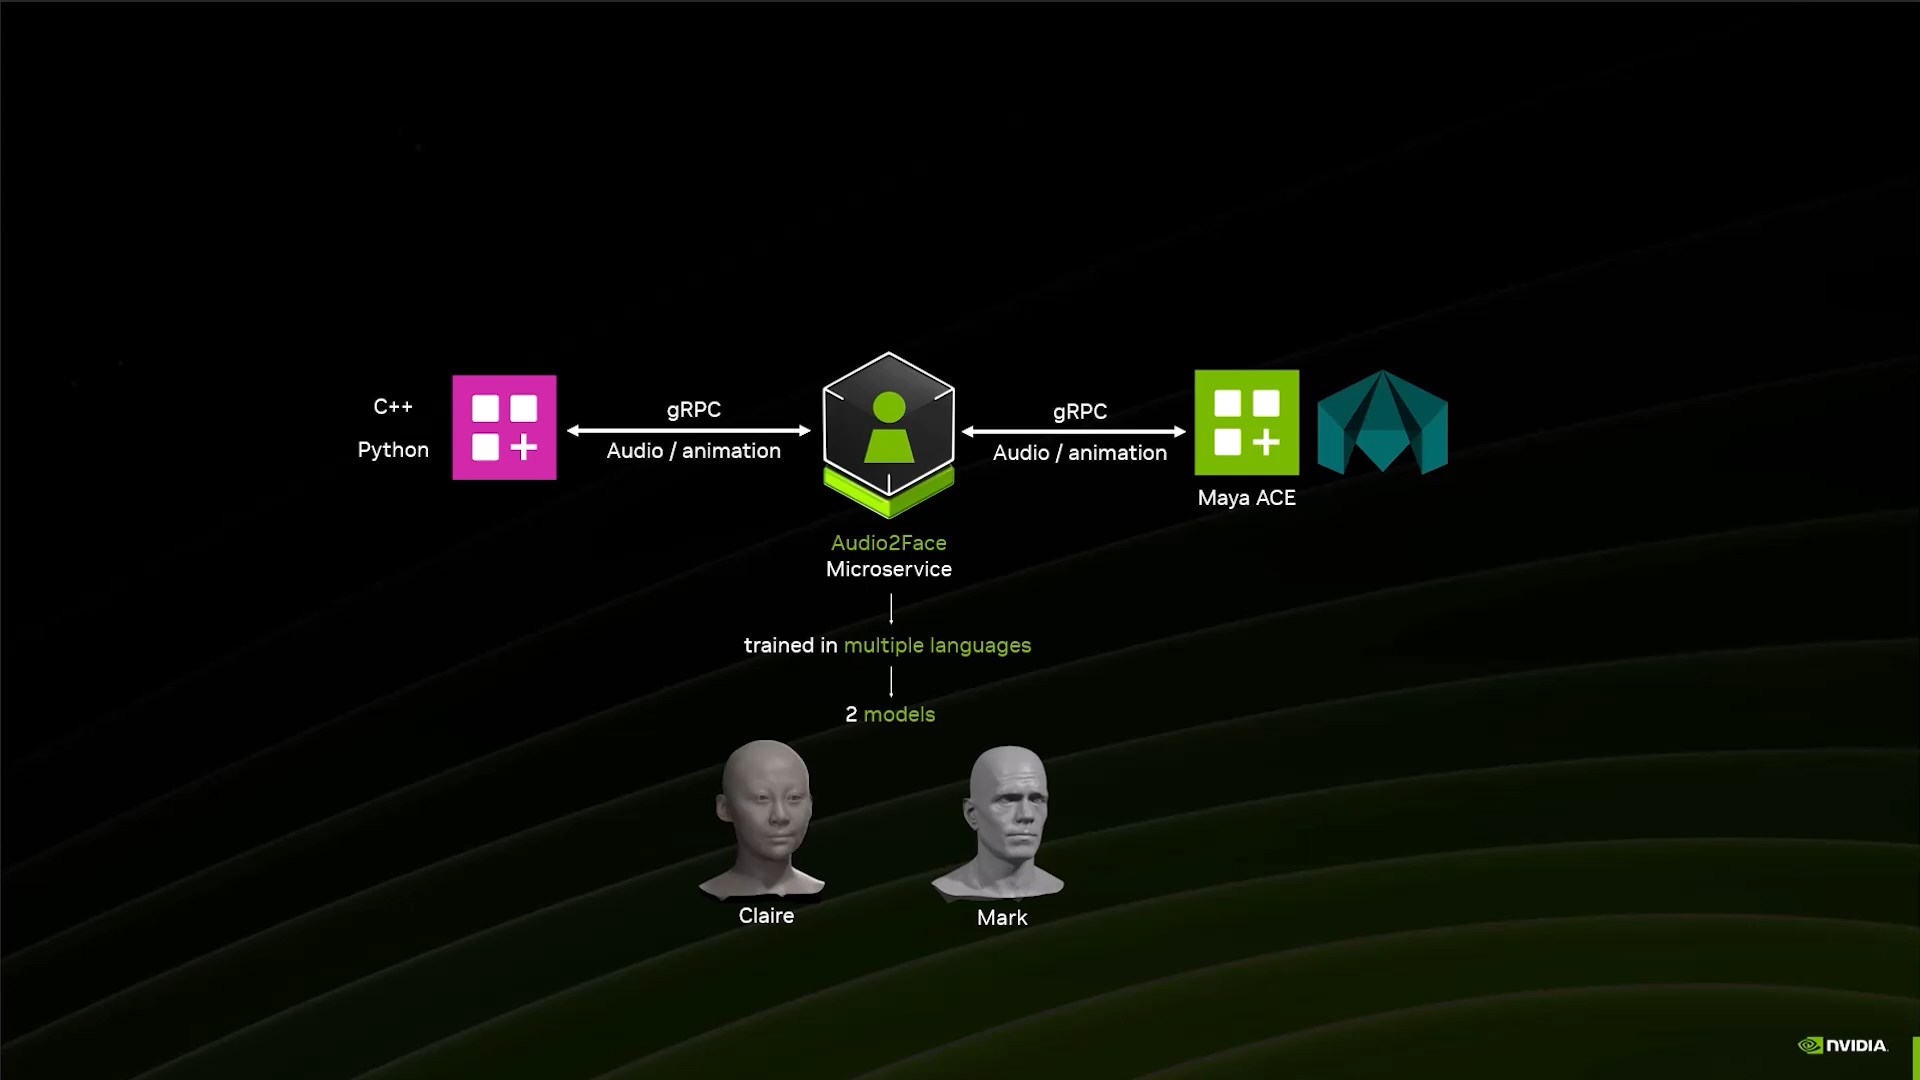 C++
Python
gRPC
Audio / animation
gRPC
Audio / animation
Maya ACE
Audio2Face
Microservice
trained in multiple languages
2 models
Claire
Mark
NVIDIA.